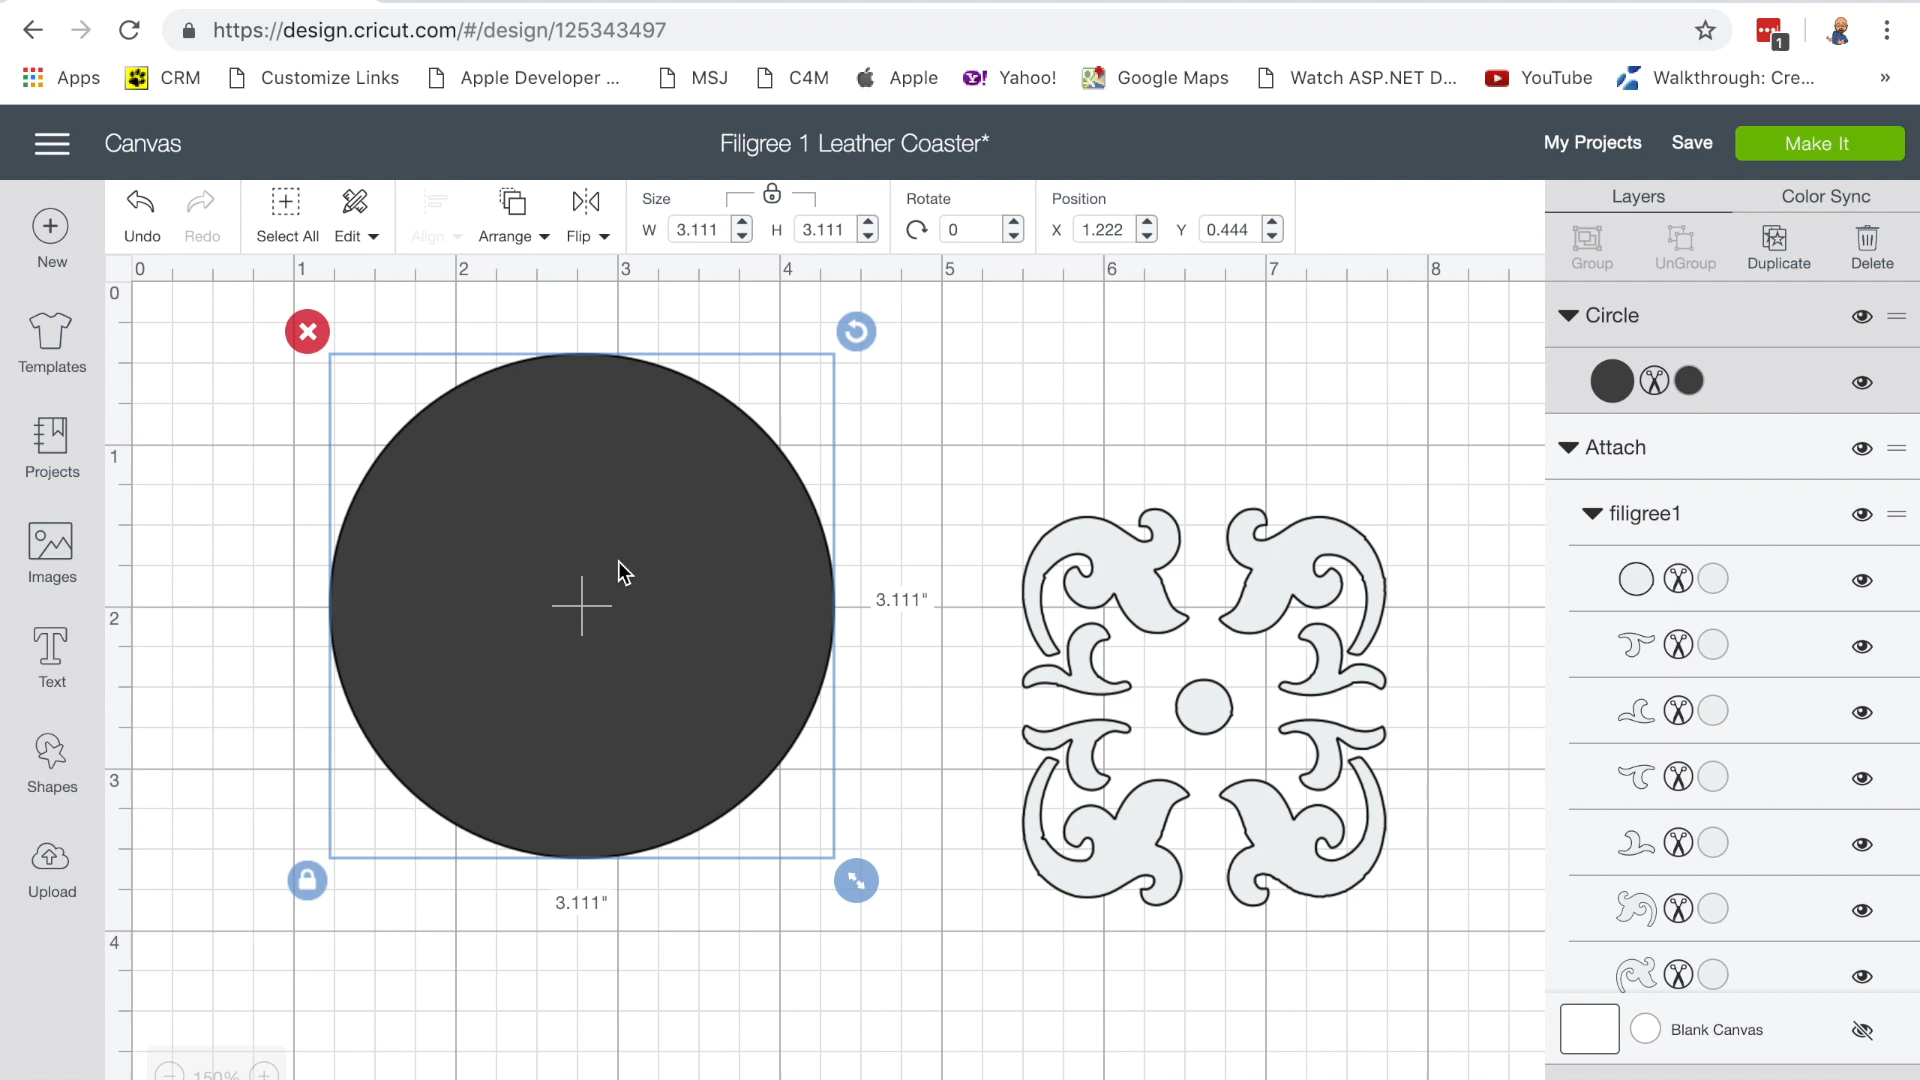 https://design.cricut.com/#/design/125343497
1
Apps CRM Customize Links Apple Developer ... MSJ C4M Apple Yahoo! Google Maps Watch ASP.NET D... YouTube Walkthrough: Cre... »
Canvas Filigree 1 Leather Coaster* My Projects Save Make It
Size Rotate Position Layers Color Sync
W 3.111 H 3.111 0 X 1.222 Y 0.444
Undo Redo Select All Edit Align Arrange Flip
Group UnGroup Duplicate Delete
New
Templates
Projects
Images
Text
Shapes
Upload
0 1 2 3 4 5 6 7 8
0
1
2
3
4
3.111"
3.111"
150%
Circle
Attach
filigree1
Blank Canvas